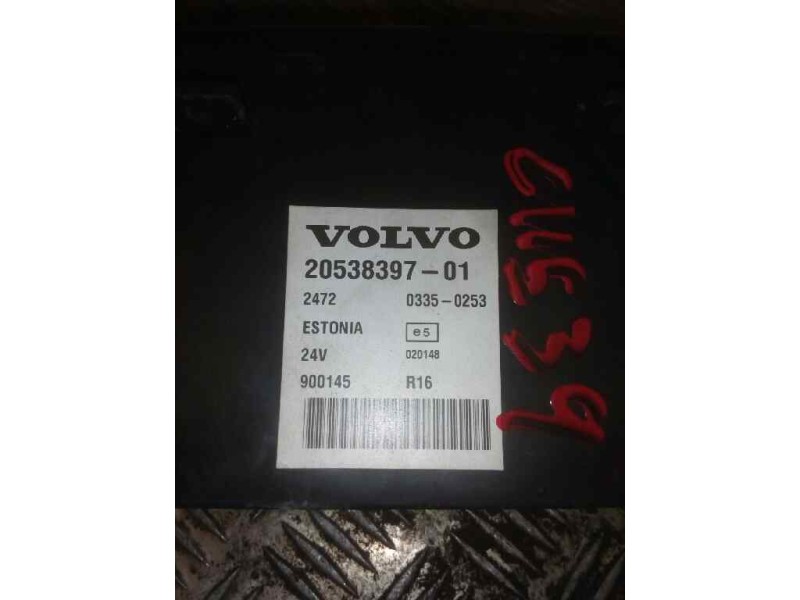 VOLVO
20538397-01
2472 0335-0253
ESTONIA e5
24V 020148
900145 R16